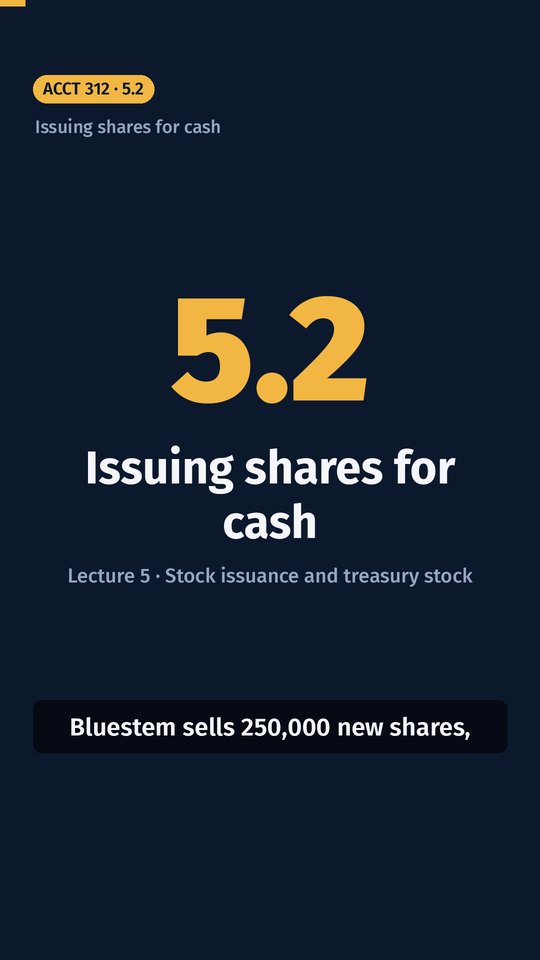 ACCT 312 · 5.2
Issuing shares for cash
5.2
Issuing shares for
cash
Lecture 5 · Stock issuance and treasury stock
Bluestem sells 250,000 new shares,